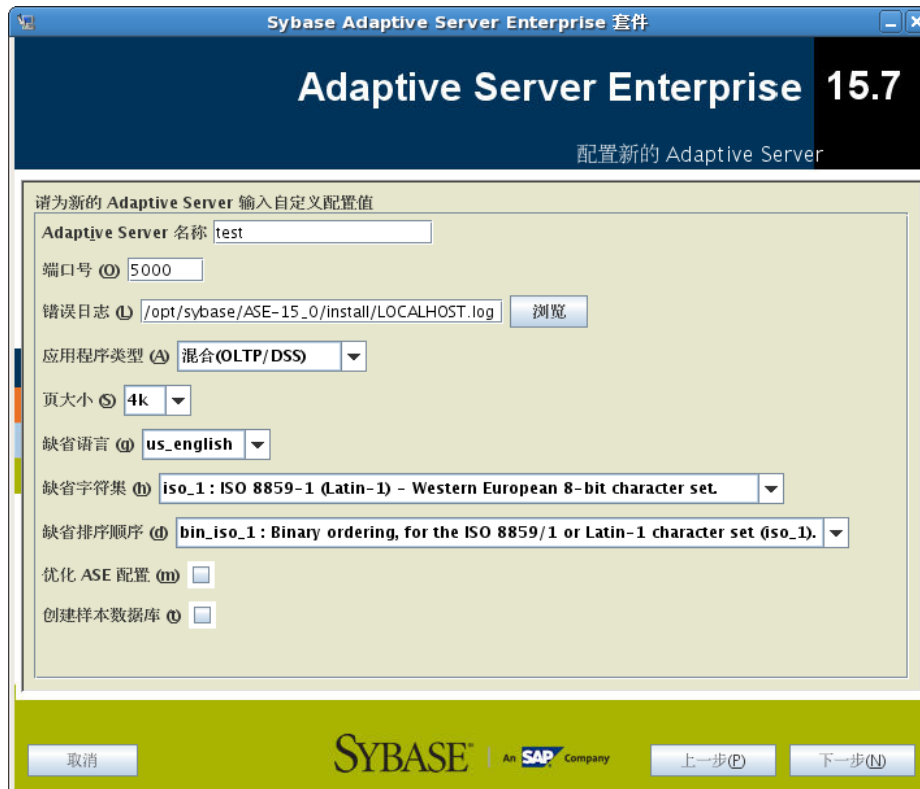 Sybase Adaptive Server Enterprise 套件
Adaptive Server Enterprise 15.7
配置新的 Adaptive Server
请为新的 Adaptive Server 输入自定义配置值
Adaptive Server 名称 test
端口号 (O) 5000
错误日志 (L) /opt/sybase/ASE-15_0/install/LOCALHOST.log 浏览
应用程序类型 (A) 混合(OLTP/DSS)
页大小 (S) 4k
缺省语言 (g) us_english
缺省字符集 (h) iso_1 : ISO 8859-1 (Latin-1) - Western European 8-bit character set.
缺省排序顺序 (d) bin_iso_1 : Binary ordering, for the ISO 8859/1 or Latin-1 character set (iso_1).
优化 ASE 配置 (m)
创建样本数据库 (t)
取消 SYBASE An SAP Company 上一步(P) 下一步(N)